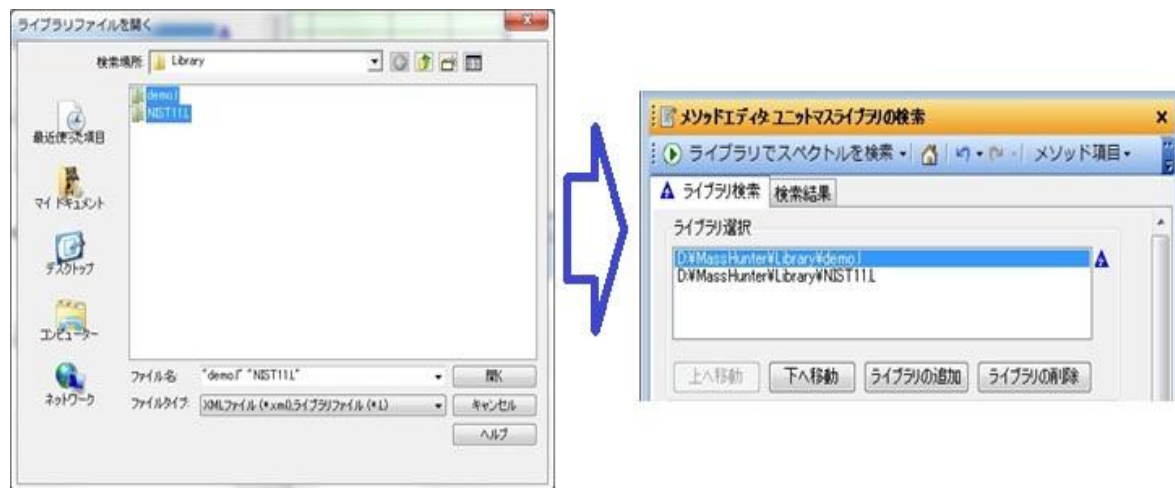 ライブラリファイルを開く
検索場所: Library
demo.l
NIST11.L
最近使った項目
マイ ドキュメント
デスクトップ
コンピューター
ネットワーク
ファイル名: "demo.l" "NIST11.L" 開く
ファイルタイプ: XMLファイル (*.xml),ライブラリファイル (*.L) キャンセル
ヘルプ
メソッドエディタ: ユニットマスライブラリの検索
ライブラリでスペクトルを検索 メソッド項目
ライブラリ検索 検索結果
ライブラリ選択
D:¥MassHunter¥Library¥demo.l
D:¥MassHunter¥Library¥NIST11.L
上へ移動 下へ移動 ライブラリの追加 ライブラリの削除